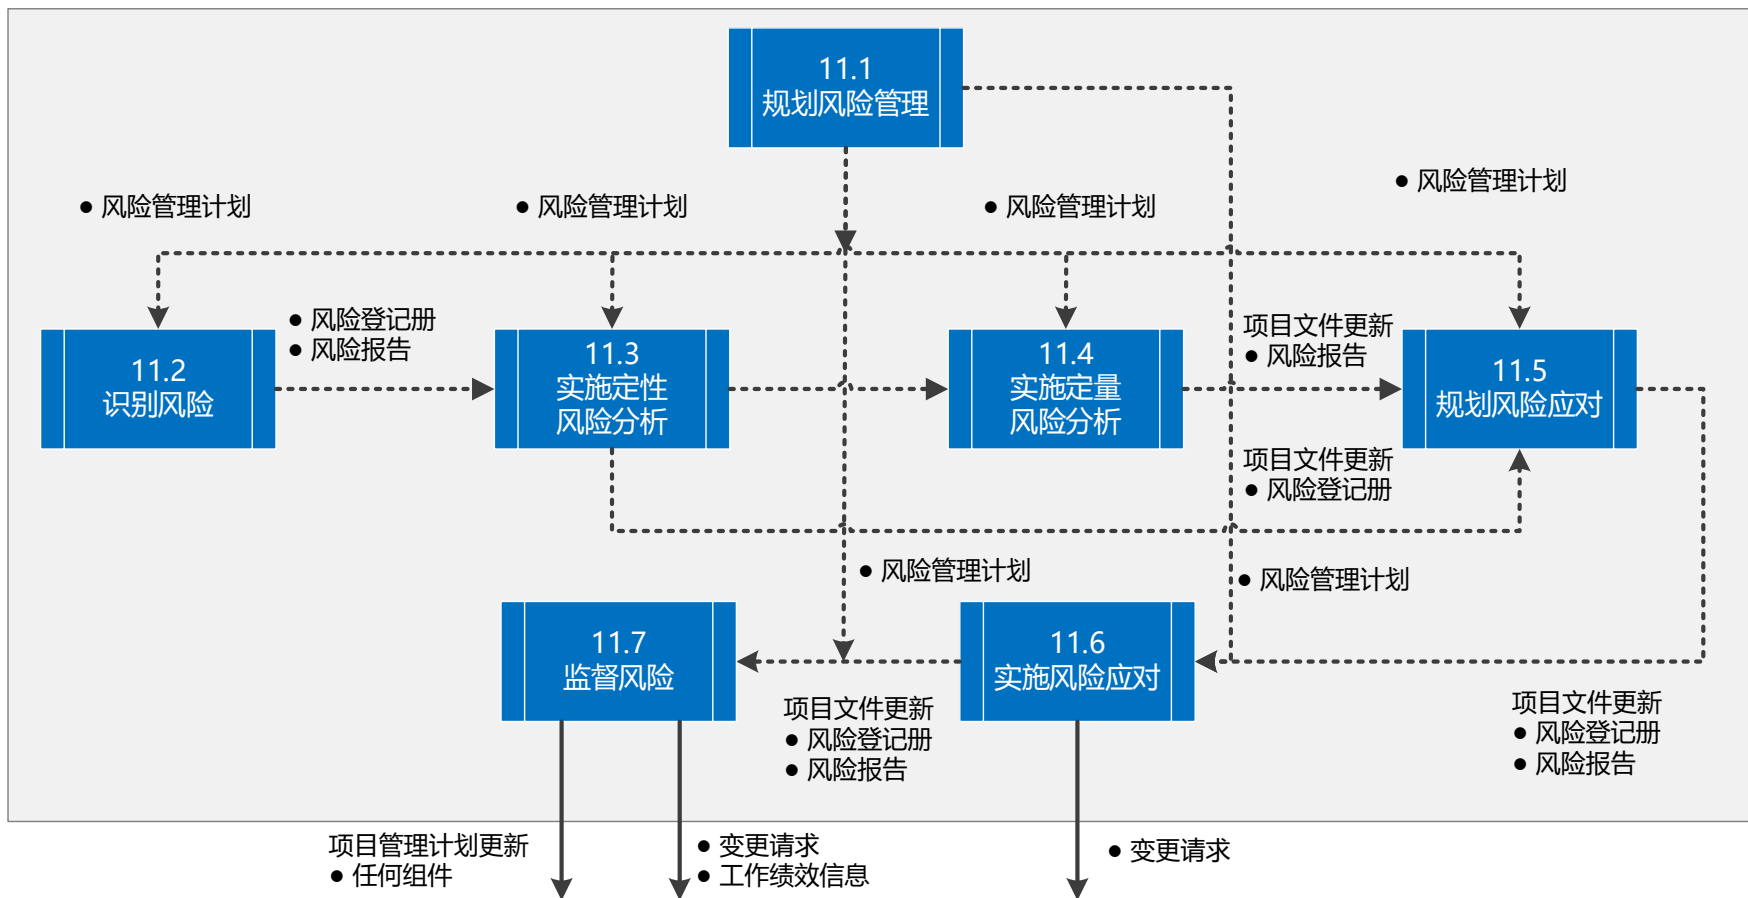 11.1
规划风险管理
● 风险管理计划
● 风险管理计划
● 风险管理计划
● 风险管理计划
11.2
识别风险
● 风险登记册
● 风险报告
11.3
实施定性
风险分析
11.4
实施定量
风险分析
项目文件更新
● 风险报告
11.5
规划风险应对
项目文件更新
● 风险登记册
● 风险管理计划
● 风险管理计划
11.7
监督风险
11.6
实施风险应对
项目文件更新
● 风险登记册
● 风险报告
项目文件更新
● 风险登记册
● 风险报告
项目管理计划更新
● 任何组件
● 变更请求
● 工作绩效信息
● 变更请求